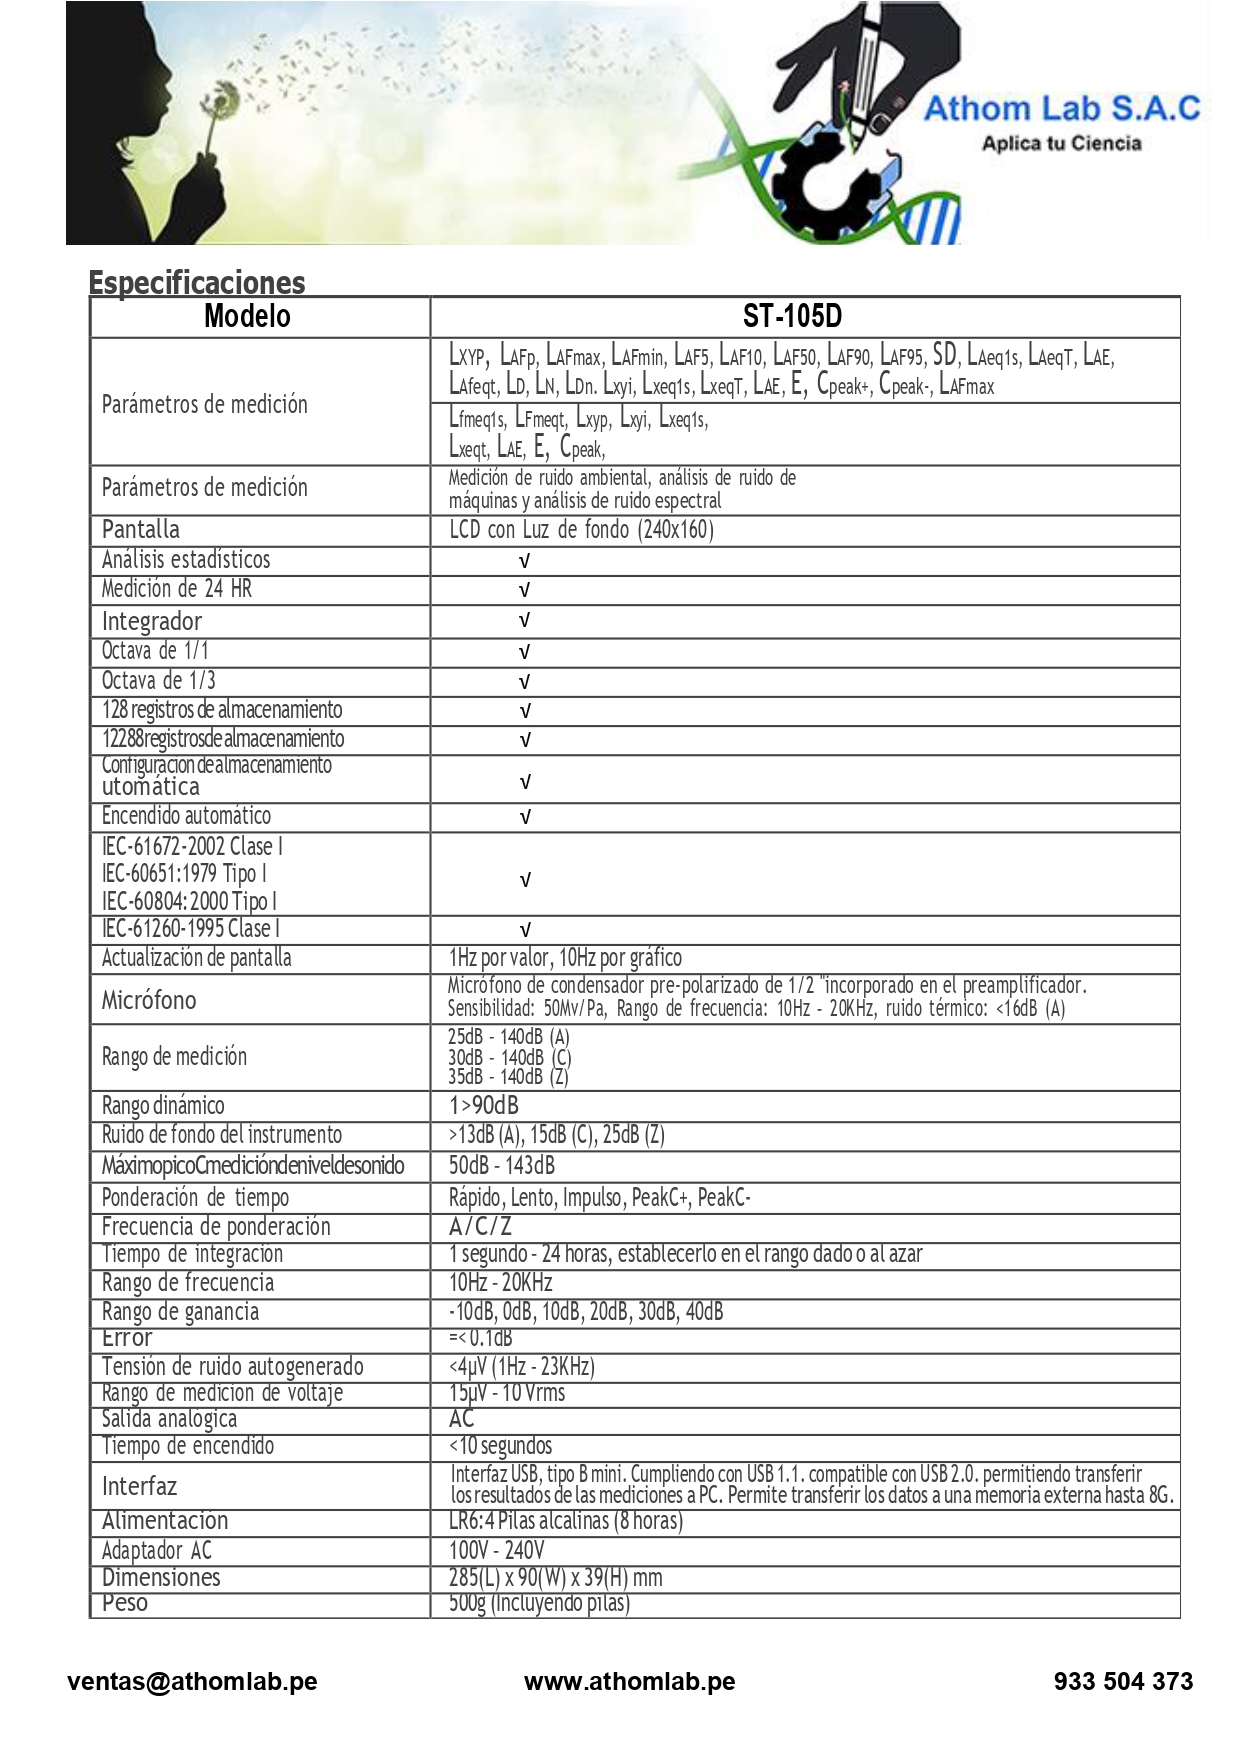 Athom Lab S.A.C
Aplica tu Ciencia
Especificaciones
Modelo
ST-105D
Parámetros de medición
LXYP, LAFp, LAFmax, LAFmin, LAF5, LAF10, LAF50, LAF90, LAF95, SD, LAeq1s, LAeqT, LAE,
LAfeqt, LD, LN, LDn. Lxyi, Lxeq1s, LxeqT, LAE, E, Cpeak+, Cpeak-, LAFmax
Lfmeq1s, LFmeqt, Lxyp, Lxyi, Lxeq1s,
Lxeqt, LAE, E, Cpeak,
Parámetros de medición
Medición de ruido ambiental, análisis de ruido de
máquinas y análisis de ruido espectral
Pantalla
LCD con Luz de fondo (240x160)
Análisis estadísticos
√
Medición de 24 HR
√
Integrador
√
Octava de 1/1
√
Octava de 1/3
√
128 registros de almacenamiento
√
12288registrosdealmacenamiento
√
Configuracion de almacenamiento
utomática
√
Encendido automático
√
IEC-61672-2002 Clase I
IEC-60651:1979 Tipo I
IEC-60804:2000 Tipo I
√
IEC-61260-1995 Clase I
√
Actualización de pantalla
1Hz por valor, 10Hz por gráfico
Micrófono
Micrófono de condensador pre-polarizado de 1/2 "incorporado en el preamplificador.
Sensibilidad: 50Mv/Pa, Rango de frecuencia: 10Hz - 20KHz, ruido térmico: <16dB (A)
Rango de medición
25dB - 140dB (A)
30dB - 140dB (C)
35dB - 140dB (Z)
Rango dinámico
1>90dB
Ruido de fondo del instrumento
>13dB (A), 15dB (C), 25dB (Z)
MáximopicoCmedicióndeniveldesonido
50dB - 143dB
Ponderación de tiempo
Rápido, Lento, Impulso, PeakC+, PeakC-
Frecuencia de ponderación
A/C/Z
Tiempo de integración
1 segundo - 24 horas, establecerlo en el rango dado o al azar
Rango de frecuencia
10Hz - 20KHz
Rango de ganancia
-10dB, 0dB, 10dB, 20dB, 30dB, 40dB
Error
=< 0.1dB
Tensión de ruido autogenerado
<4µV (1Hz - 23KHz)
Rango de medición de voltaje
15µV - 10 Vrms
Salida analógica
AC
Tiempo de encendido
<10 segundos
Interfaz
Interfaz USB, tipo B mini. Cumpliendo con USB 1.1. compatible con USB 2.0. permitiendo transferir
los resultados de las mediciones a PC. Permite transferir los datos a una memoria externa hasta 8G.
Alimentación
LR6:4 Pilas alcalinas (8 horas)
Adaptador AC
100V - 240V
Dimensiones
285(L) x 90(W) x 39(H) mm
Peso
500g (Incluyendo pilas)
ventas@athomlab.pe
www.athomlab.pe
933 504 373